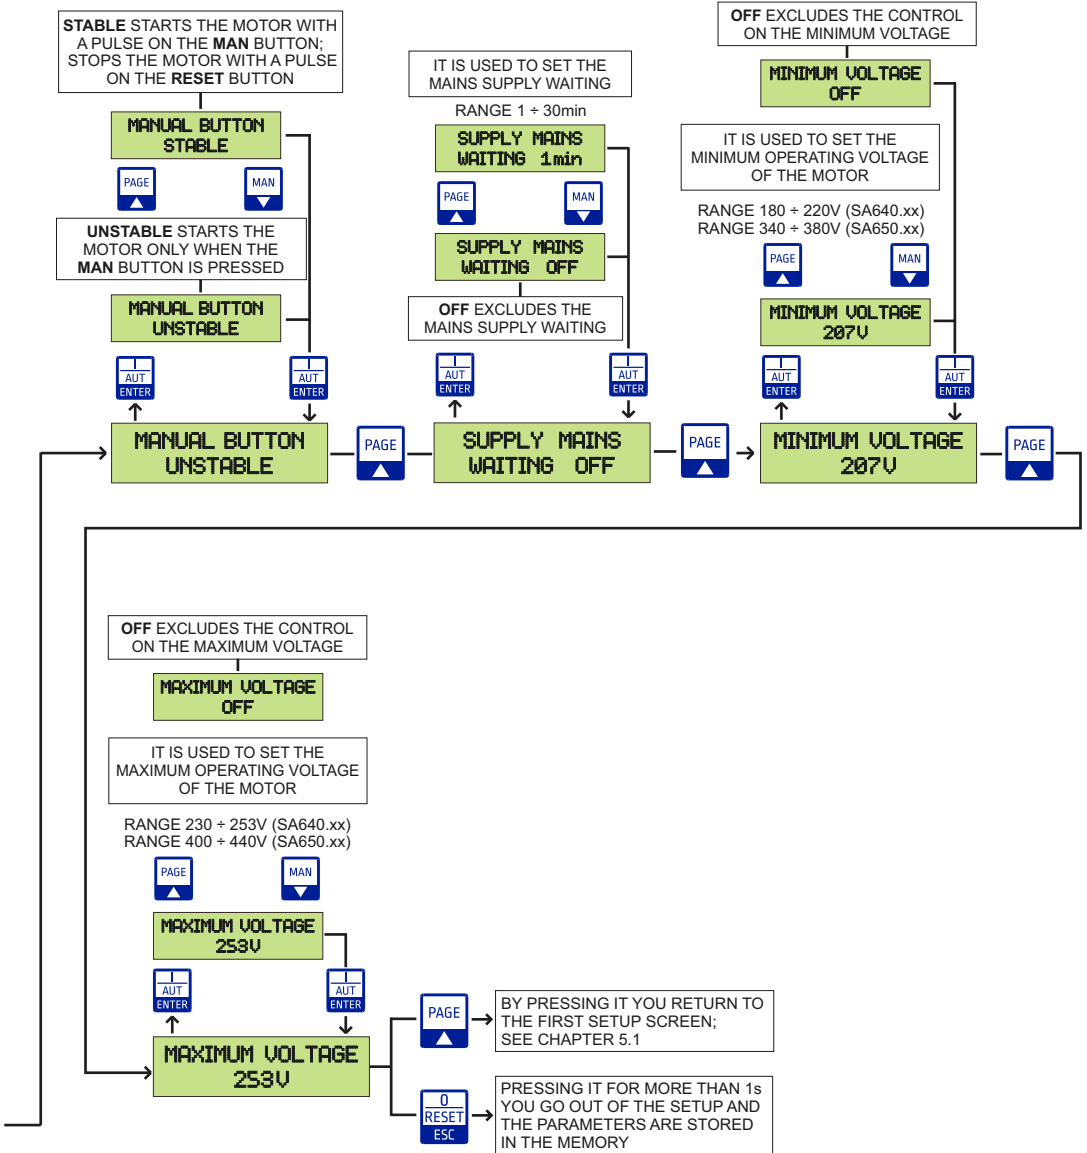 STABLE STARTS THE MOTOR WITH
A PULSE ON THE MAN BUTTON;
STOPS THE MOTOR WITH A PULSE
ON THE RESET BUTTON
MANUAL BUTTON
STABLE
PAGE
MAN
UNSTABLE STARTS THE
MOTOR ONLY WHEN THE
MAN BUTTON IS PRESSED
MANUAL BUTTON
UNSTABLE
I
AUT
ENTER
I
AUT
ENTER
MANUAL BUTTON
UNSTABLE
PAGE
IT IS USED TO SET THE
MAINS SUPPLY WAITING
RANGE 1 ÷ 30min
SUPPLY MAINS
WAITING 1min
PAGE
MAN
SUPPLY MAINS
WAITING OFF
OFF EXCLUDES THE
MAINS SUPPLY WAITING
I
AUT
ENTER
I
AUT
ENTER
SUPPLY MAINS
WAITING OFF
PAGE
OFF EXCLUDES THE CONTROL
ON THE MINIMUM VOLTAGE
MINIMUM VOLTAGE
OFF
IT IS USED TO SET THE
MINIMUM OPERATING VOLTAGE
OF THE MOTOR
RANGE 180 ÷ 220V (SA640.xx)
RANGE 340 ÷ 380V (SA650.xx)
PAGE
MAN
MINIMUM VOLTAGE
207V
I
AUT
ENTER
I
AUT
ENTER
MINIMUM VOLTAGE
207V
PAGE
OFF EXCLUDES THE CONTROL
ON THE MAXIMUM VOLTAGE
MAXIMUM VOLTAGE
OFF
IT IS USED TO SET THE
MAXIMUM OPERATING VOLTAGE
OF THE MOTOR
RANGE 230 ÷ 253V (SA640.xx)
RANGE 400 ÷ 440V (SA650.xx)
PAGE
MAN
MAXIMUM VOLTAGE
253V
I
AUT
ENTER
I
AUT
ENTER
MAXIMUM VOLTAGE
253V
PAGE
BY PRESSING IT YOU RETURN TO
THE FIRST SETUP SCREEN;
SEE CHAPTER 5.1
0
RESET
ESC
PRESSING IT FOR MORE THAN 1s
YOU GO OUT OF THE SETUP AND
THE PARAMETERS ARE STORED
IN THE MEMORY